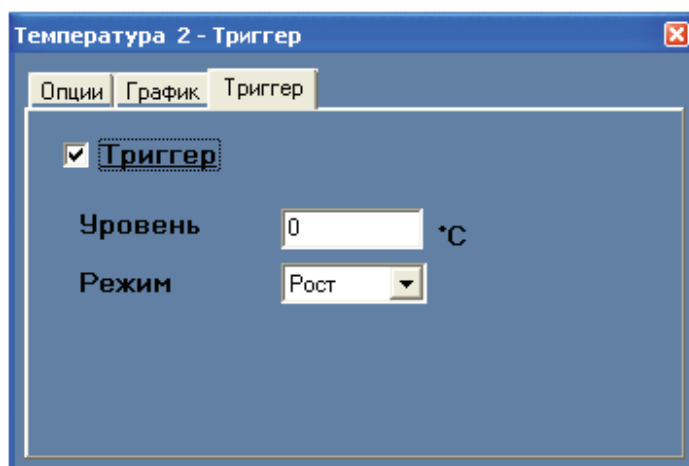 Температура 2 - Триггер
Опции График Триггер
Триггер
Уровень 0 °C
Режим Рост